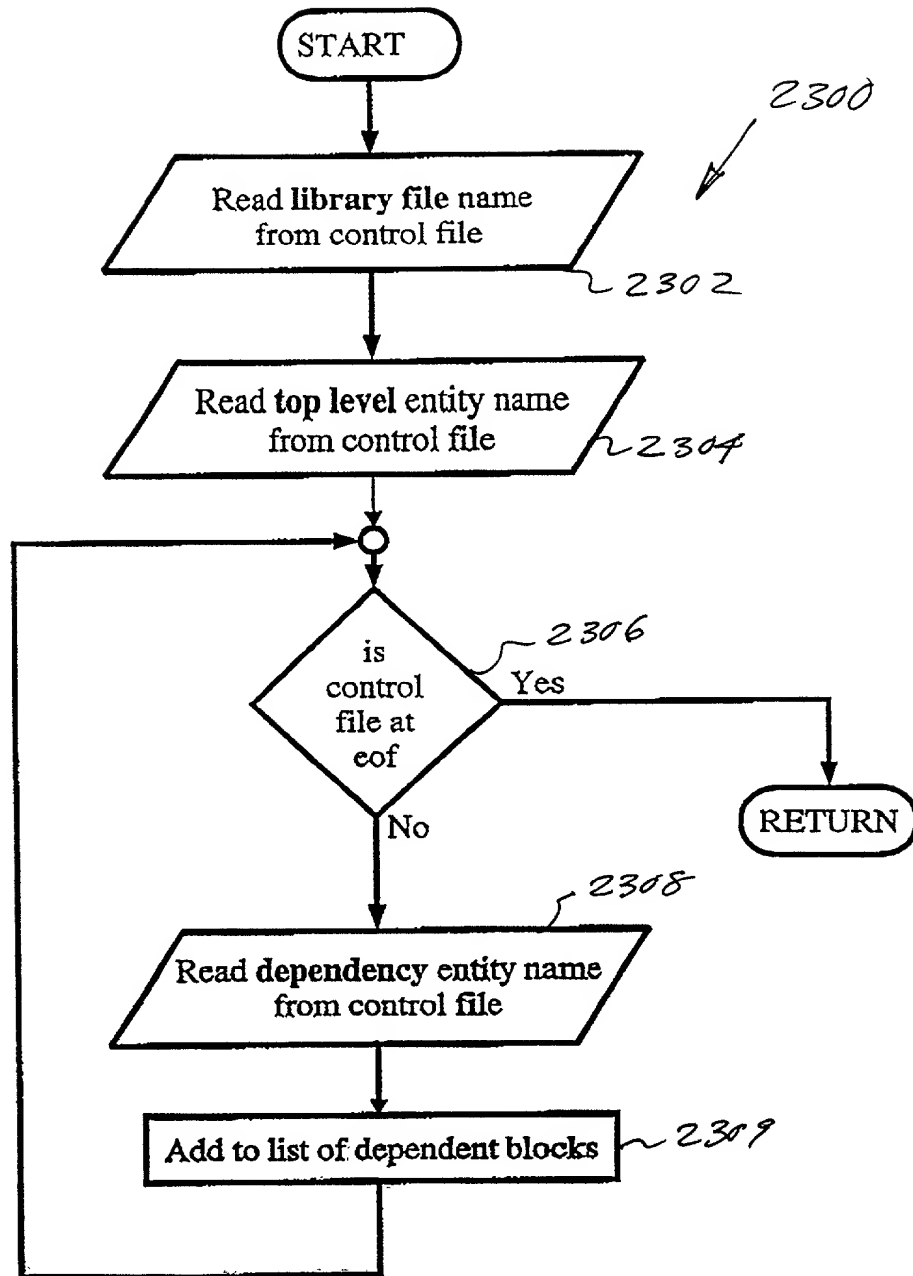 START
2300
Read library file name
from control file
2302
Read top level entity name
from control file
2304
2306
is
control
file at
eof
Yes
RETURN
No
2308
Read dependency entity name
from control file
Add to list of dependent blocks
2309